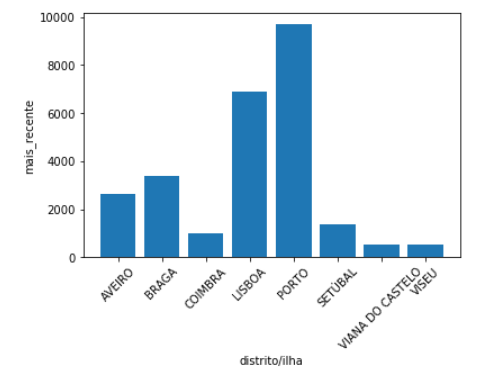 10000
8000
6000
4000
2000
0
mais_recente
AVEIRO
BRAGA
COIMBRA
LISBOA
PORTO
SETÚBAL
VIANA DO CASTELO
VISEU
distrito/ilha